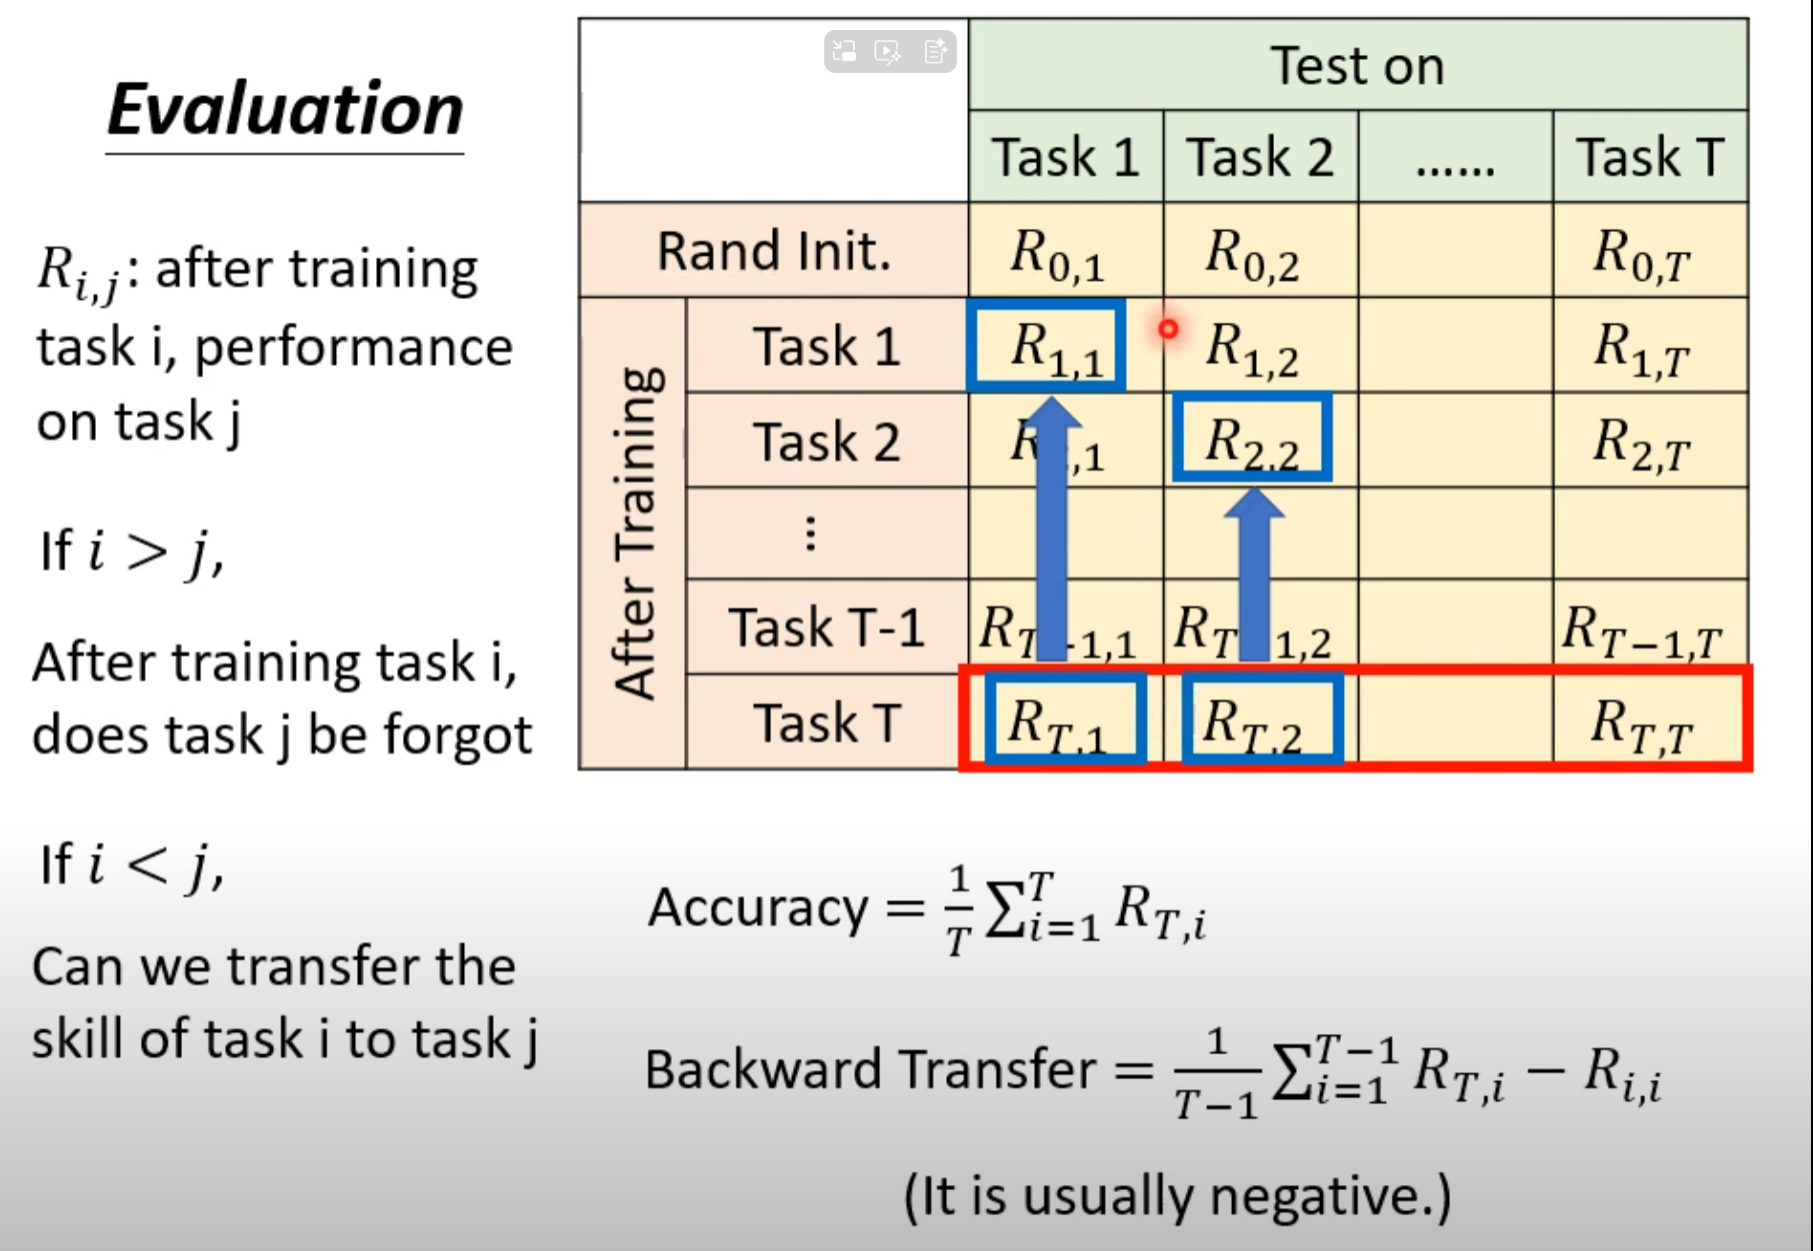 Evaluation
R_{i,j}: after training
task i, performance
on task j
If i > j,
After training task i,
does task j be forgot
If i < j,
Can we transfer the
skill of task i to task j
Test on
Task 1 Task 2 …… Task T
Rand Init. R_{0,1} R_{0,2} R_{0,T}
After Training
Task 1 R_{1,1} R_{1,2} R_{1,T}
Task 2 R_{,1} R_{2,2} R_{2,T}
⋮
Task T-1 R_{T-1,1} R_{T 1,2} R_{T−1,T}
Task T R_{T,1} R_{T,2} R_{T,T}
Accuracy = \frac{1}{T} \sum_{i=1}^{T} R_{T,i}
Backward Transfer = \frac{1}{T−1} \sum_{i=1}^{T−1} R_{T,i} − R_{i,i}
(It is usually negative.)